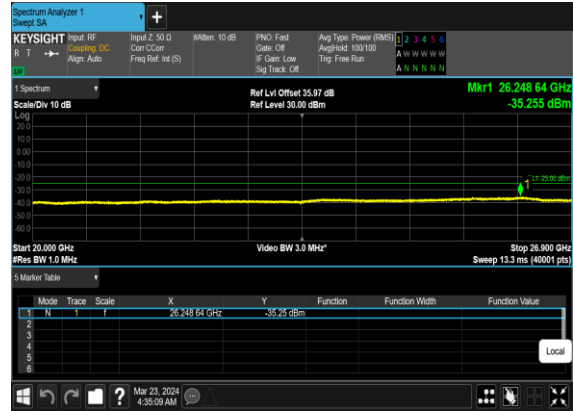 Spectrum Analyzer 1
Swept SA
KEYSIGHT
R T
Input: RF
Coupling: DC
Align: Auto
Input Z: 50 Ω
Corr CCorr
Freq Ref: Int (S)
#Atten: 10 dB
PNO: Fast
Gate: Off
IF Gain: Low
Sig Track: Off
Avg Type: Power (RMS)
Avg|Hold: 100/100
Trig: Free Run
1 2 3 4 5 6
A W W W W W
A N N N N N
1 Spectrum
Scale/Div 10 dB
Log
Ref Lvl Offset 35.97 dB
Ref Level 30.00 dBm
Mkr1 26.248 64 GHz
-35.255 dBm
20.0
10.0
0.00
-10.0
-20.0
-30.0
-40.0
-50.0
-60.0
1
L1 -25.00 dBm
Start 20.000 GHz
#Res BW 1.0 MHz
Video BW 3.0 MHz*
Stop 26.900 GHz
Sweep 13.3 ms (40001 pts)
5 Marker Table
Mode Trace Scale X Y Function Function Width Function Value
1 N 1 f 26.248 64 GHz -35.25 dBm
2
3
4
5
6
Local
?
Mar 23, 2024
4:35:09 AM